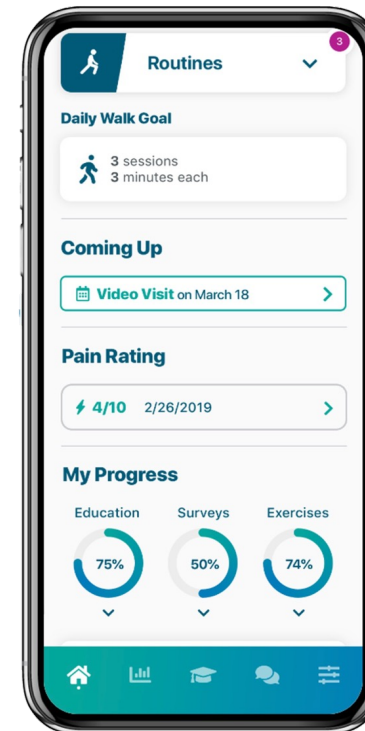 3
Routines
Daily Walk Goal
3 sessions
3 minutes each
Coming Up
Video Visit on March 18
Pain Rating
4/10 2/26/2019
My Progress
Education Surveys Exercises
75% 50% 74%